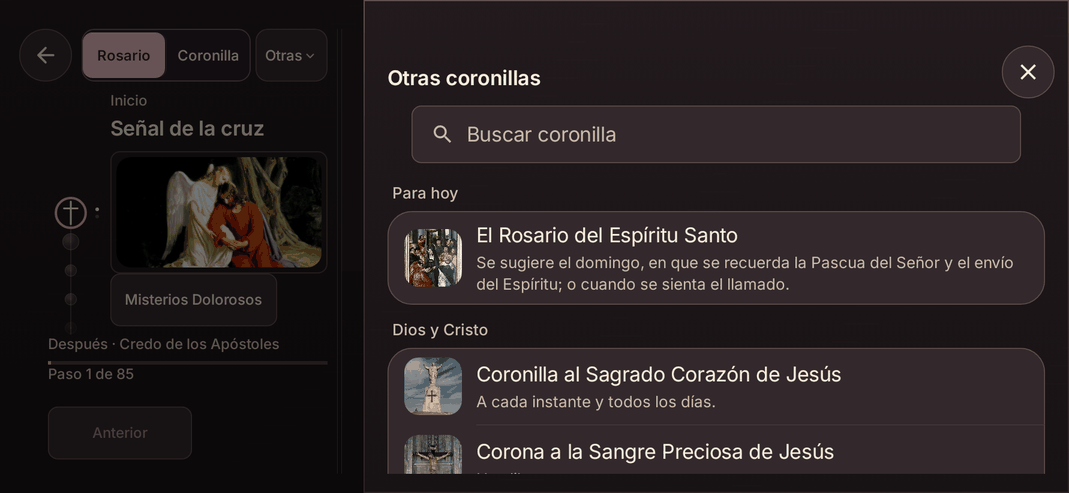 Rosario
Coronilla
Otras
Inicio
Señal de la cruz
Misterios Dolorosos
Después · Credo de los Apóstoles
Paso 1 de 85
Anterior
Otras coronillas
Buscar coronilla
Para hoy
El Rosario del Espíritu Santo
Se sugiere el domingo, en que se recuerda la Pascua del Señor y el envío
del Espíritu; o cuando se sienta el llamado.
Dios y Cristo
Coronilla al Sagrado Corazón de Jesús
A cada instante y todos los días.
Corona a la Sangre Preciosa de Jesús